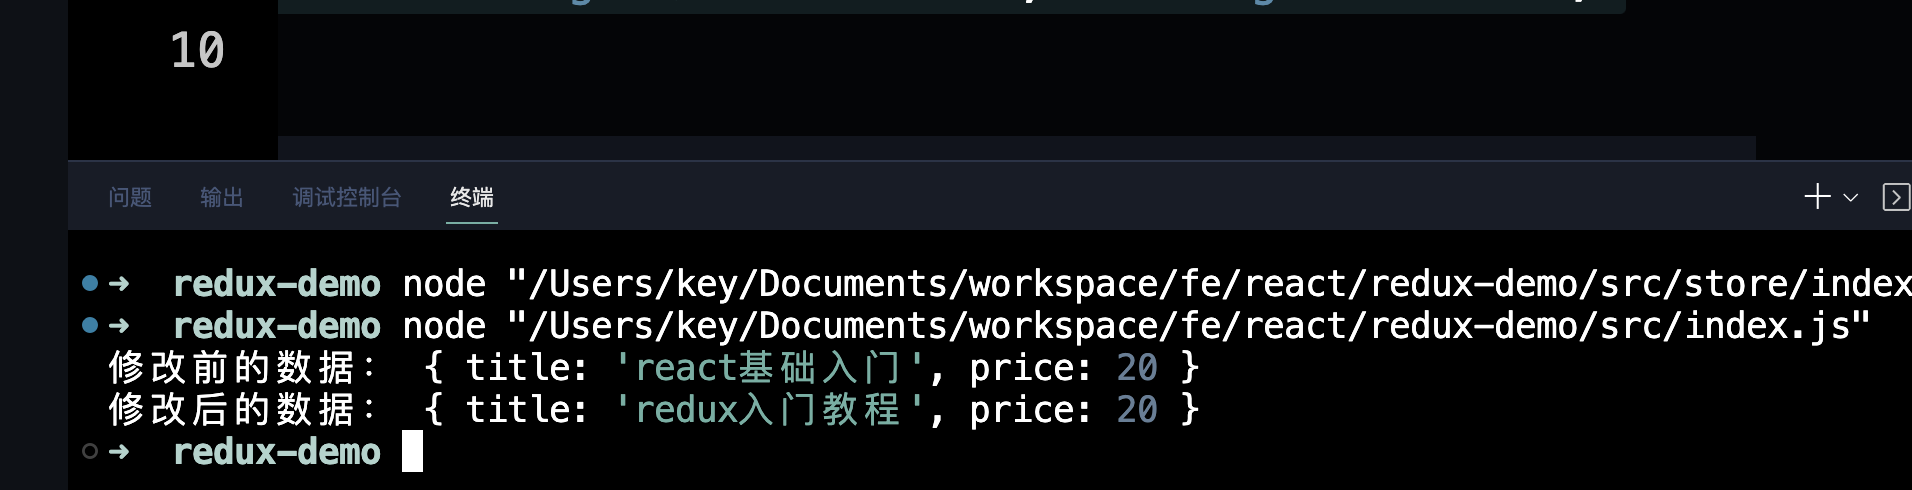 10
问题 输出 调试控制台 终端
➜ redux-demo node "/Users/key/Documents/workspace/fe/react/redux-demo/src/store/index
➜ redux-demo node "/Users/key/Documents/workspace/fe/react/redux-demo/src/index.js"
修改前的数据： { title: 'react基础入门', price: 20 }
修改后的数据： { title: 'redux入门教程', price: 20 }
➜ redux-demo